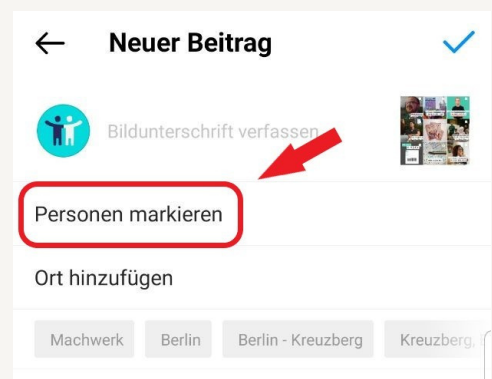 Neuer Beitrag
Bildunterschrift verfassen
Personen markieren
Ort hinzufügen
Machwerk Berlin Berlin - Kreuzberg Kreuzberg,